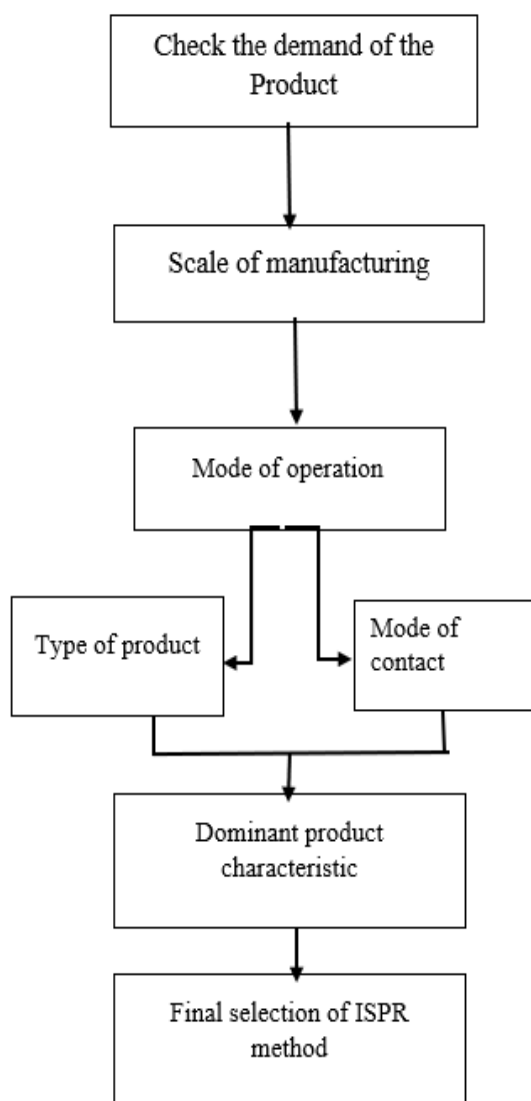 Check the demand of the
Product
Scale of manufacturing
Mode of operation
Type of product
Mode of
contact
Dominant product
characteristic
Final selection of ISPR
method